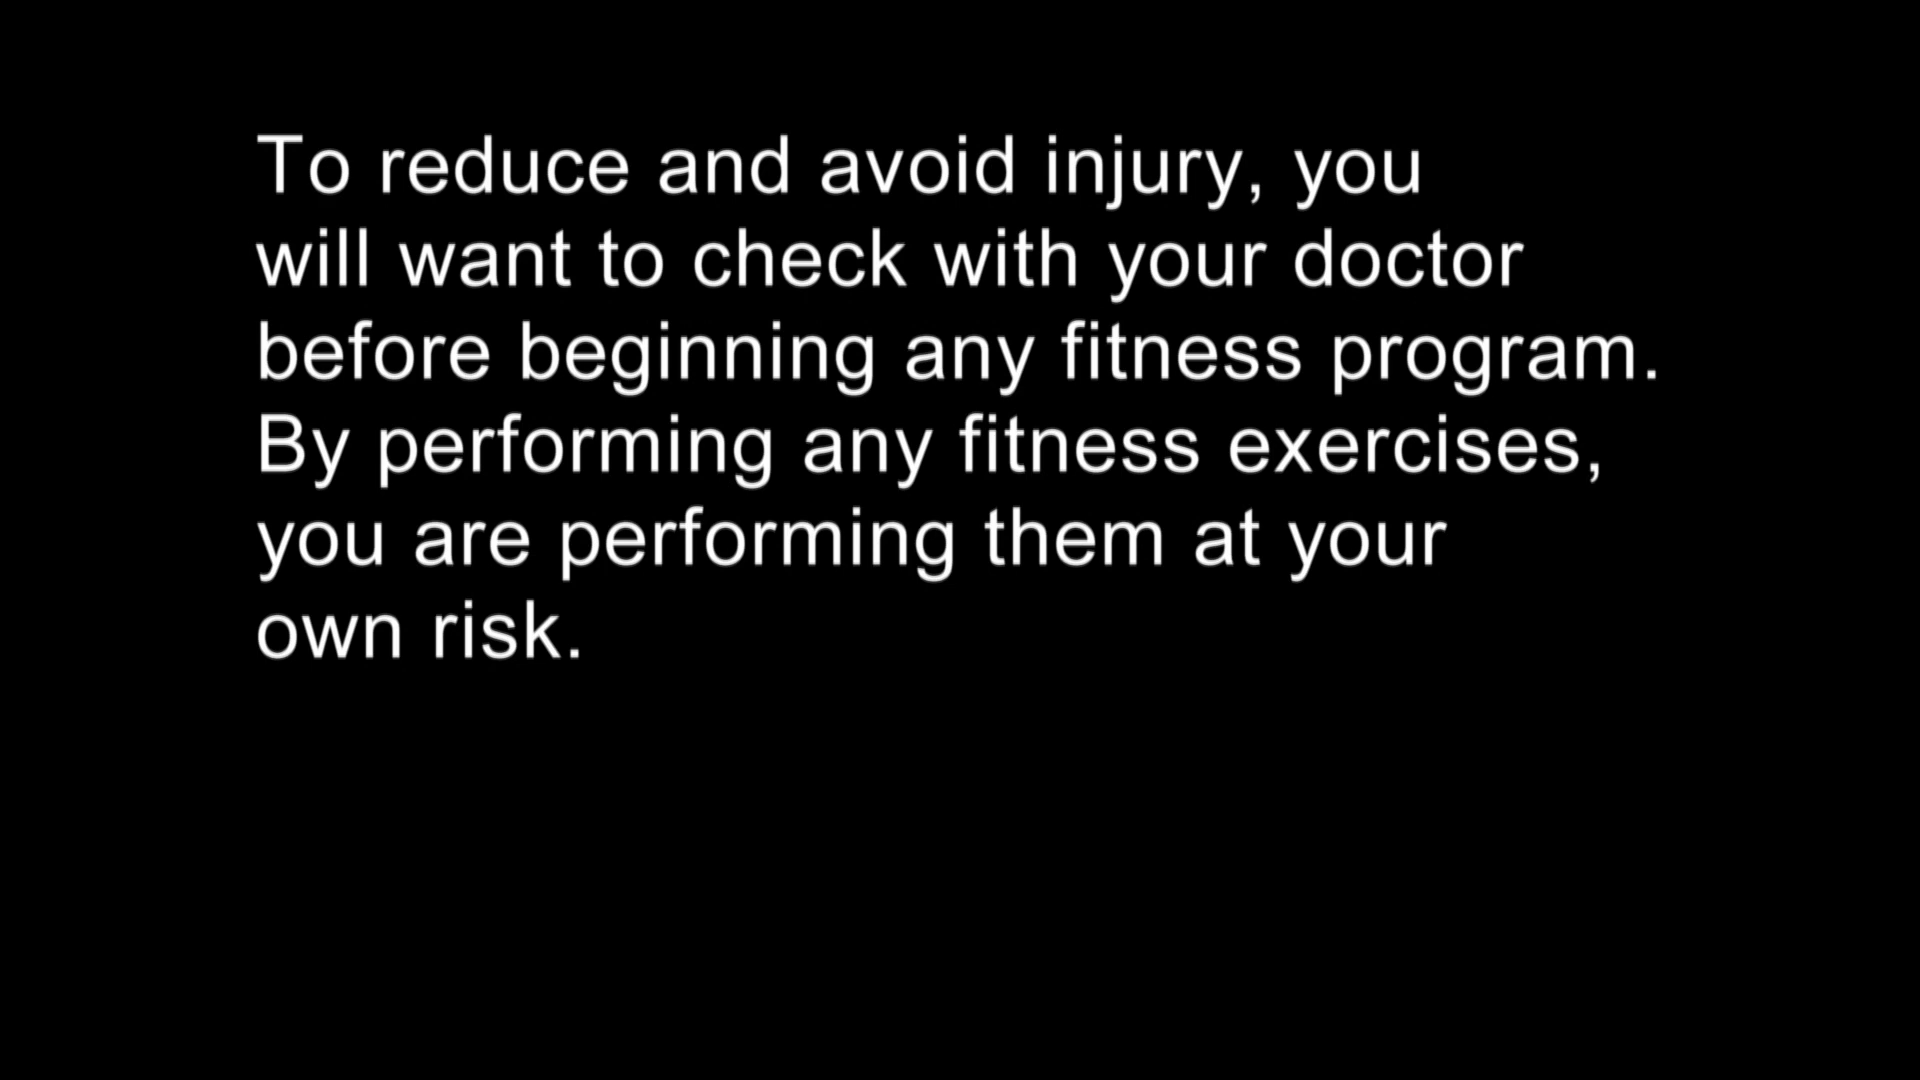 To reduce and avoid injury, you
will want to check with your doctor
before beginning any fitness program.
By performing any fitness exercises,
you are performing them at your
own risk.